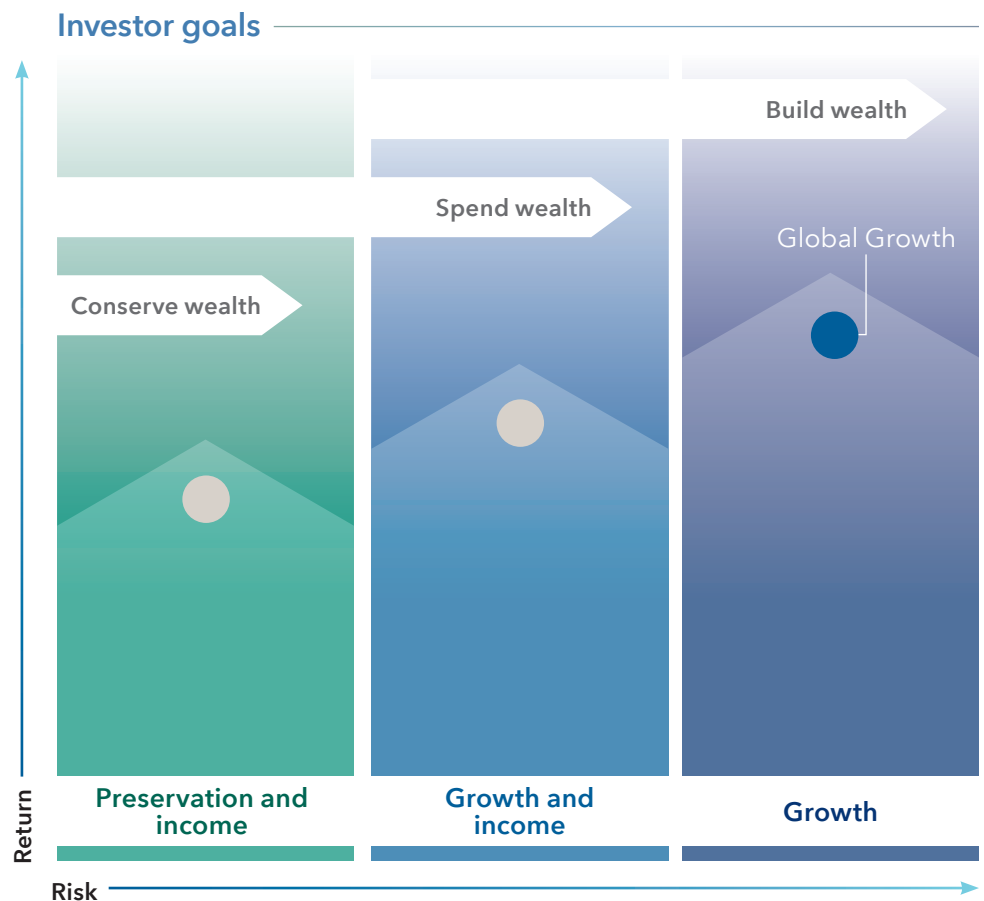 Investor goals
Build wealth
Spend wealth
Global Growth
Conserve wealth
Preservation and
income
Growth and
income
Growth
Return
Risk